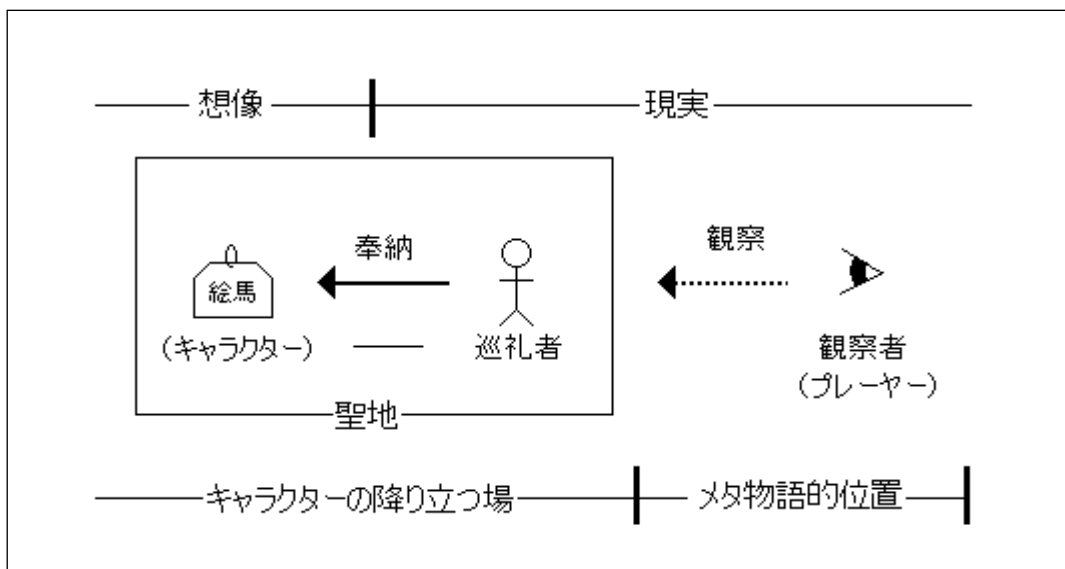 想像
現実
奉納
観察
絵馬
(キャラクター)
巡礼者
観察者
(プレーヤー)
聖地
キャラクターの降り立つ場
メタ物語的位置